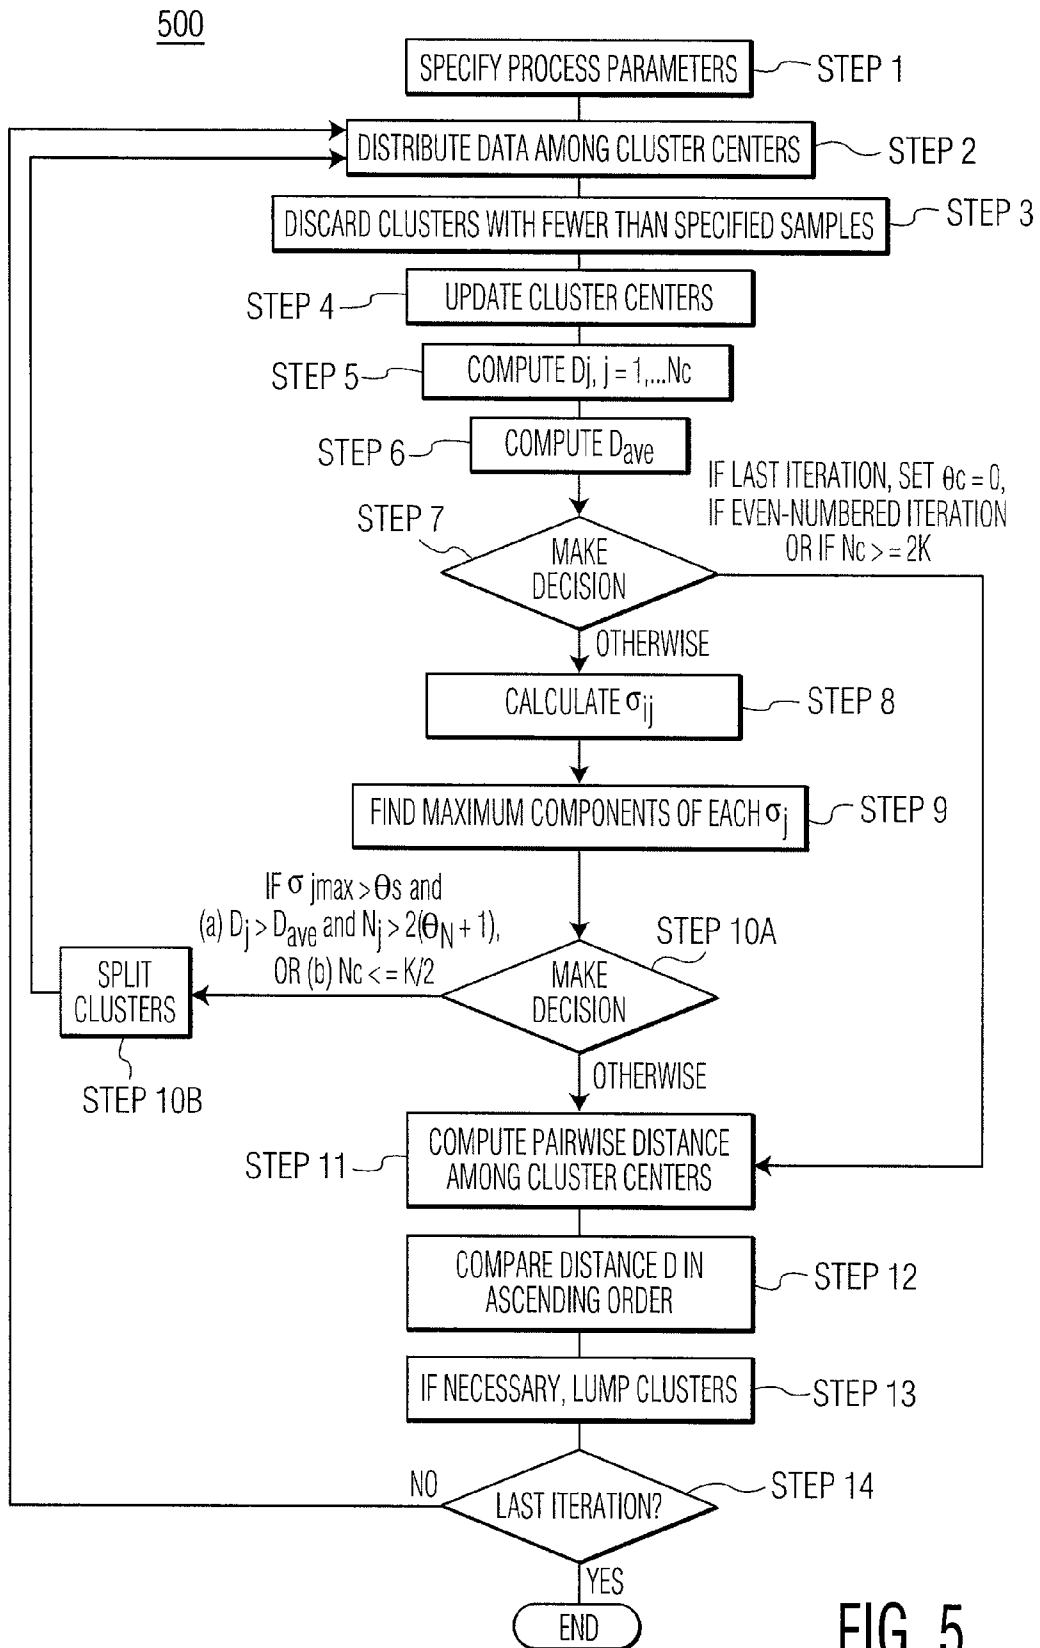 500
SPECIFY PROCESS PARAMETERS
STEP 1
DISTRIBUTE DATA AMONG CLUSTER CENTERS
STEP 2
DISCARD CLUSTERS WITH FEWER THAN SPECIFIED SAMPLES
STEP 3
STEP 4
UPDATE CLUSTER CENTERS
STEP 5
COMPUTE Dj, j = 1,...Nc
STEP 6
COMPUTE Dave
IF LAST ITERATION, SET θc = 0,
IF EVEN-NUMBERED ITERATION
OR IF Nc > = 2K
STEP 7
MAKE
DECISION
OTHERWISE
CALCULATE σij
STEP 8
FIND MAXIMUM COMPONENTS OF EACH σj
STEP 9
IF σ jmax > θs and
(a) Dj > Dave and Nj > 2(θN + 1),
OR (b) Nc < = K/2
STEP 10A
MAKE
DECISION
SPLIT
CLUSTERS
STEP 10B
OTHERWISE
STEP 11
COMPUTE PAIRWISE DISTANCE
AMONG CLUSTER CENTERS
COMPARE DISTANCE D IN
ASCENDING ORDER
STEP 12
IF NECESSARY, LUMP CLUSTERS
STEP 13
NO
LAST ITERATION?
STEP 14
YES
END
FIG. 5